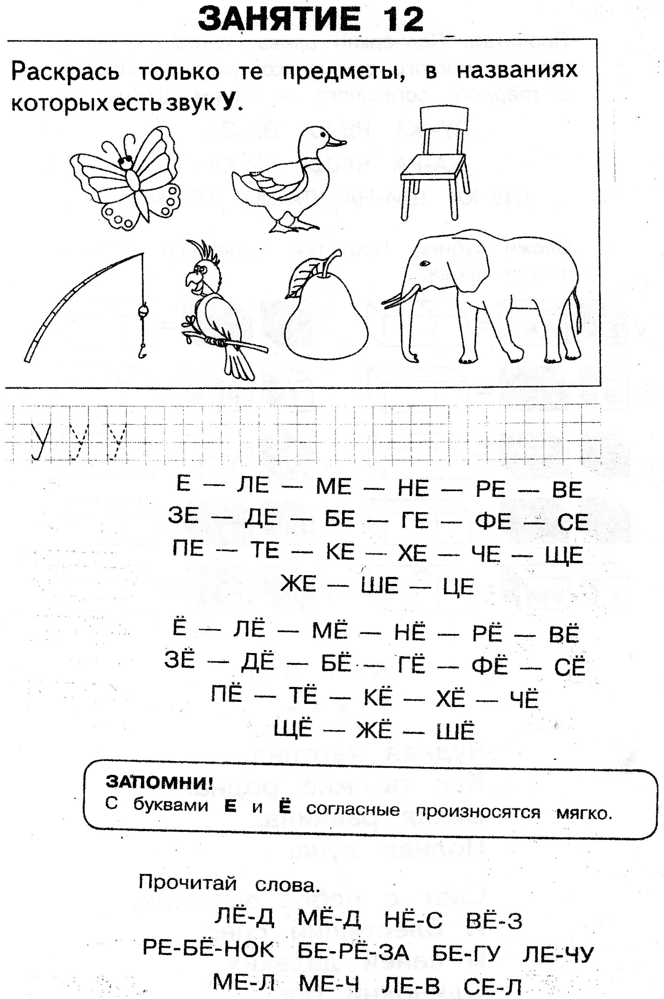 ЗАНЯТИЕ 12
Раскрась только те предметы, в названиях
которых есть звук У.
У У У
Е — ЛЕ — МЕ — НЕ — РЕ — ВЕ
ЗЕ — ДЕ — БЕ — ГЕ — ФЕ — СЕ
ПЕ — ТЕ — КЕ — ХЕ — ЧЕ — ЩЕ
ЖЕ — ШЕ — ЦЕ
Ё — ЛЁ — МЁ — НЁ — РЁ — ВЁ
ЗЁ — ДЁ — БЁ — ГЁ — ФЁ — СЁ
ПЁ — ТЁ — КЁ — ХЁ — ЧЁ
ЩЁ — ЖЁ — ШЁ
ЗАПОМНИ!
С буквами Е и Ё согласные произносятся мягко.
Прочитай слова.
ЛЁ-Д МЁ-Д НЁ-С ВЁ-З
РЕ-БЁ-НОК БЕ-РЁ-ЗА БЕ-ГУ ЛЕ-ЧУ
МЕ-Л МЕ-Ч ЛЕ-В СЕ-Л